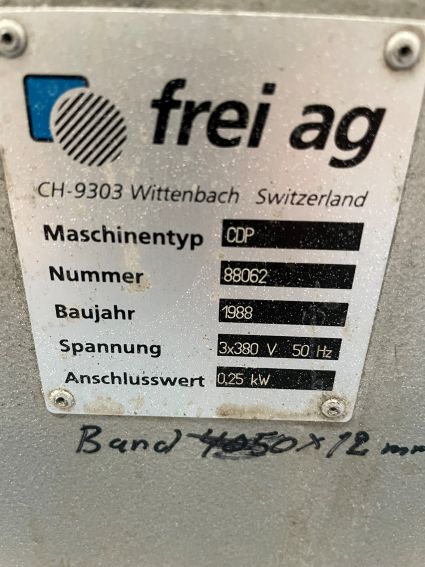 frei ag
CH-9303 Wittenbach Switzerland
Maschinentyp CDP
Nummer 88062
Baujahr 1988
Spannung 3x380 V 50 Hz
Anschlusswert 0,25 kW
Band 4050x12 mm